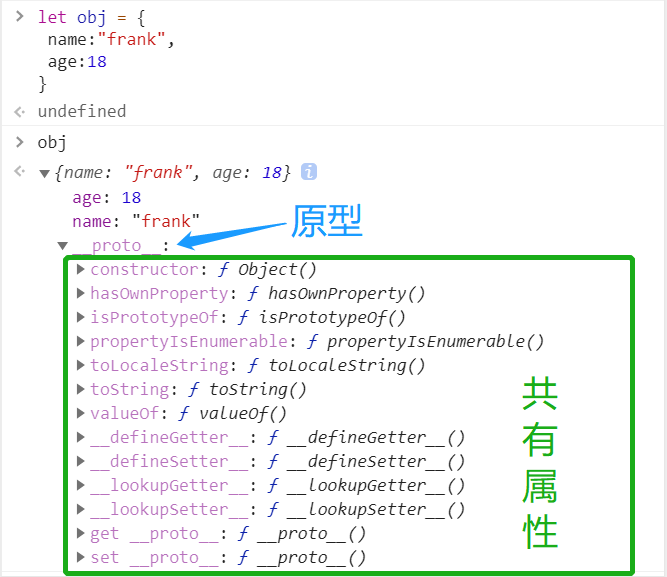 > let obj = {
name:"frank",
age:18
}
undefined
> obj
{name: "frank", age: 18} i
age: 18
name: "frank"
__proto__:
原型
constructor: ƒ Object()
hasOwnProperty: ƒ hasOwnProperty()
isPrototypeOf: ƒ isPrototypeOf()
propertyIsEnumerable: ƒ propertyIsEnumerable()
toLocaleString: ƒ toLocaleString()
toString: ƒ toString()
valueOf: ƒ valueOf()
__defineGetter__: ƒ __defineGetter__()
__defineSetter__: ƒ __defineSetter__()
__lookupGetter__: ƒ __lookupGetter__()
__lookupSetter__: ƒ __lookupSetter__()
get __proto__: ƒ __proto__()
set __proto__: ƒ __proto__()
共有属性